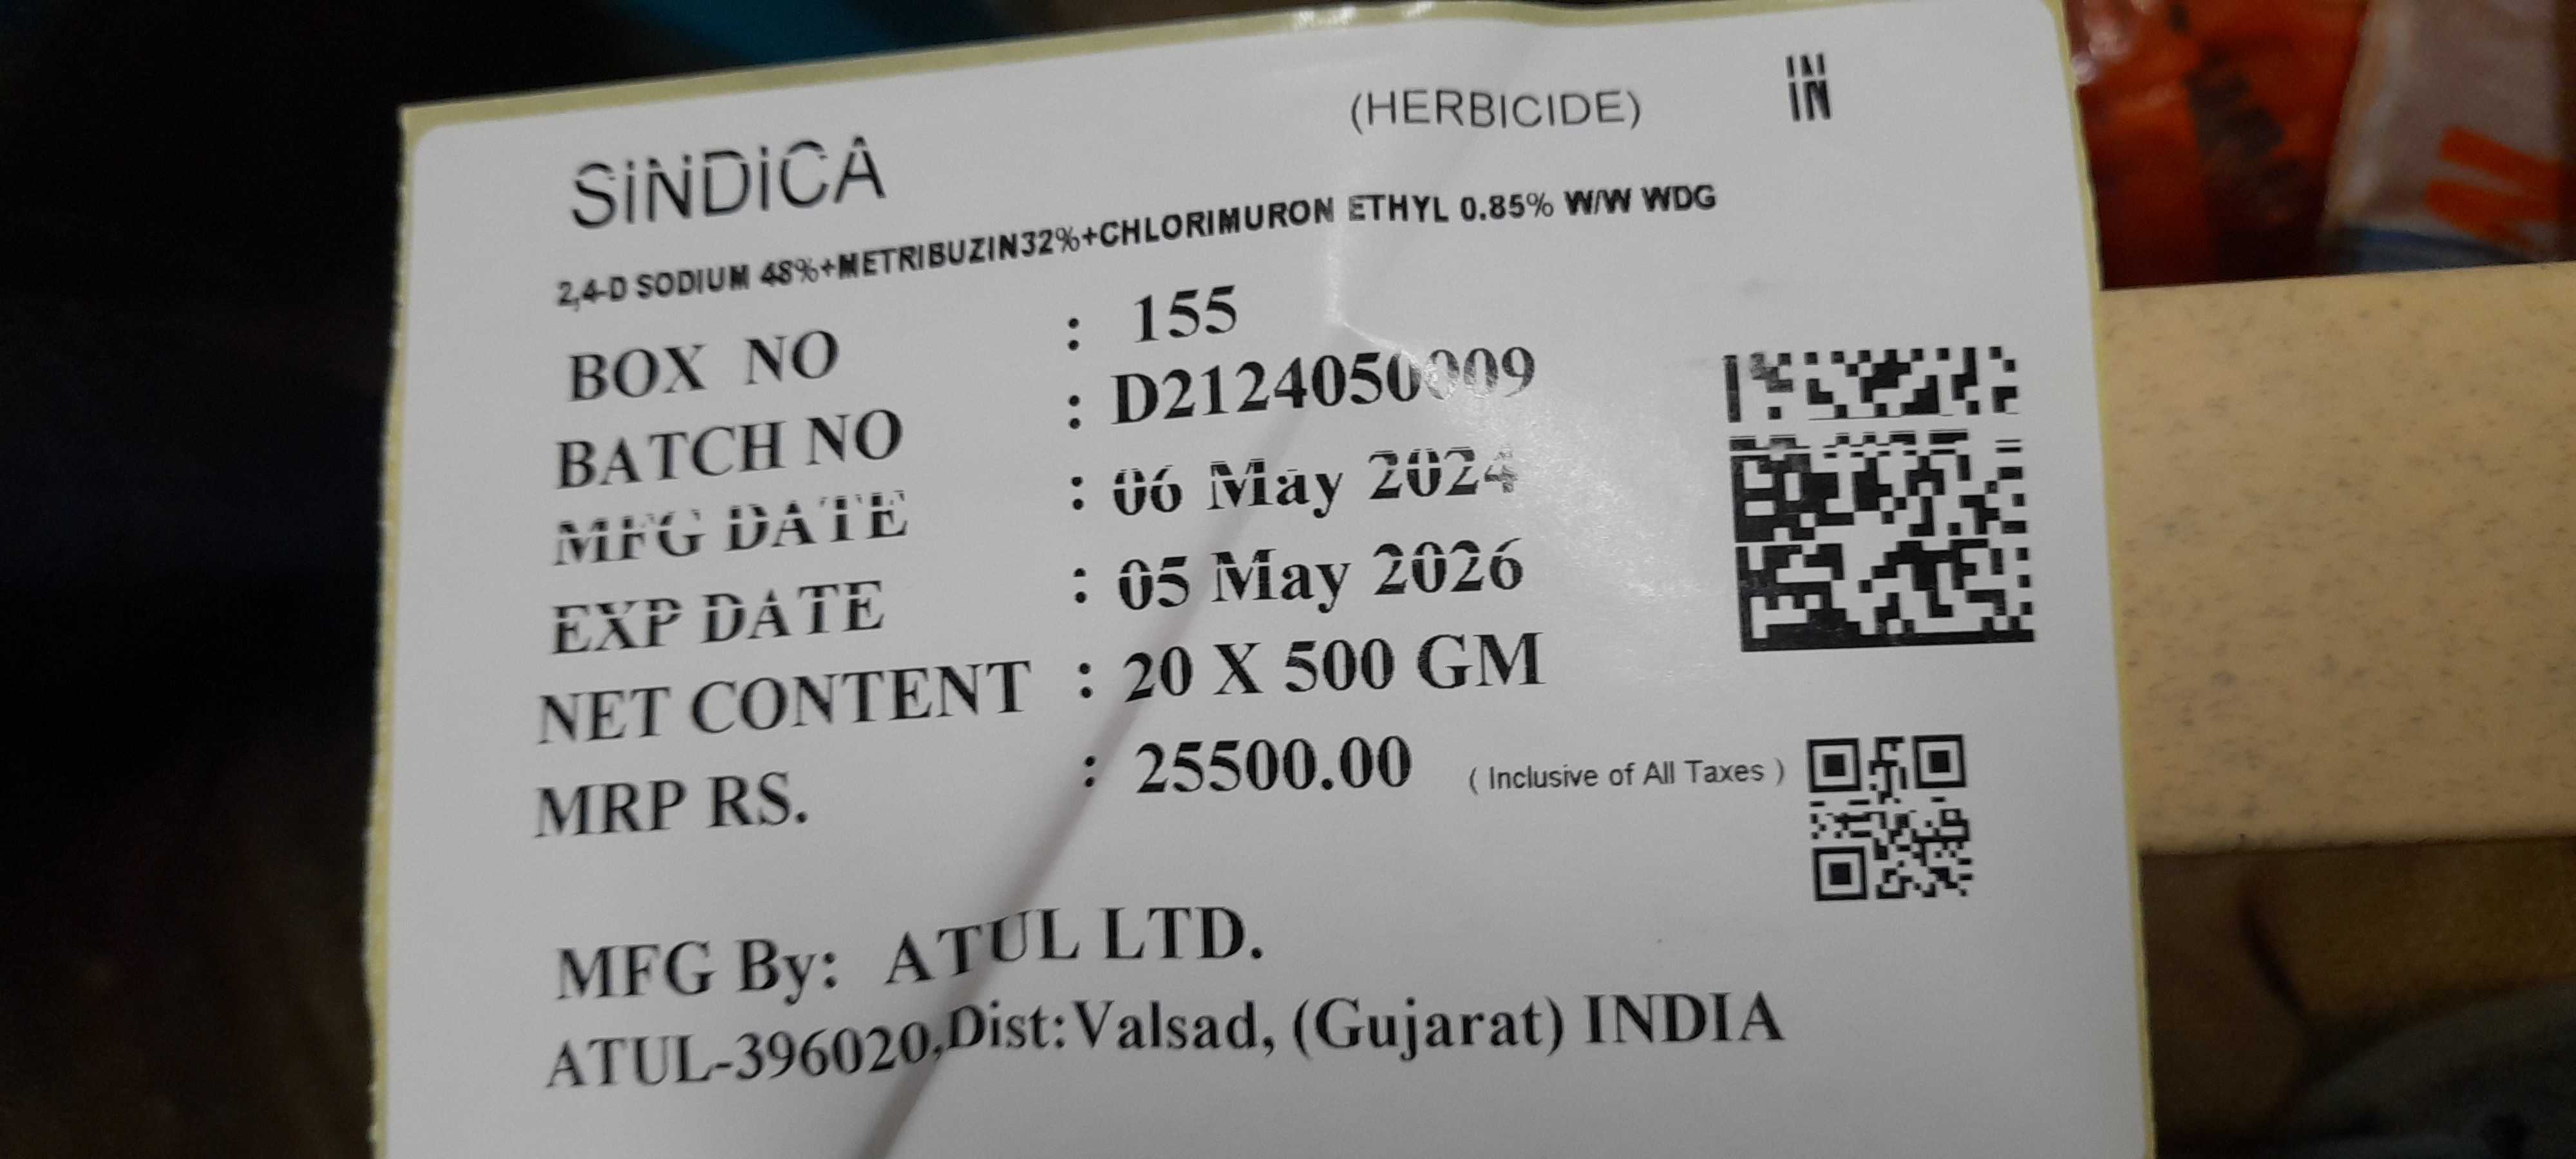 (HERBICIDE)
IN
SiNDiCA
2,4-D SODIUM 48%+METRIBUZIN32%+CHLORIMURON ETHYL 0.85% W/W WDG
BOX NO : 155
BATCH NO : D2124050009
MFG DATE : 06 May 2024
EXP DATE : 05 May 2026
NET CONTENT : 20 X 500 GM
MRP RS. : 25500.00 ( Inclusive of All Taxes )
MFG By: ATUL LTD.
ATUL-396020,Dist:Valsad, (Gujarat) INDIA